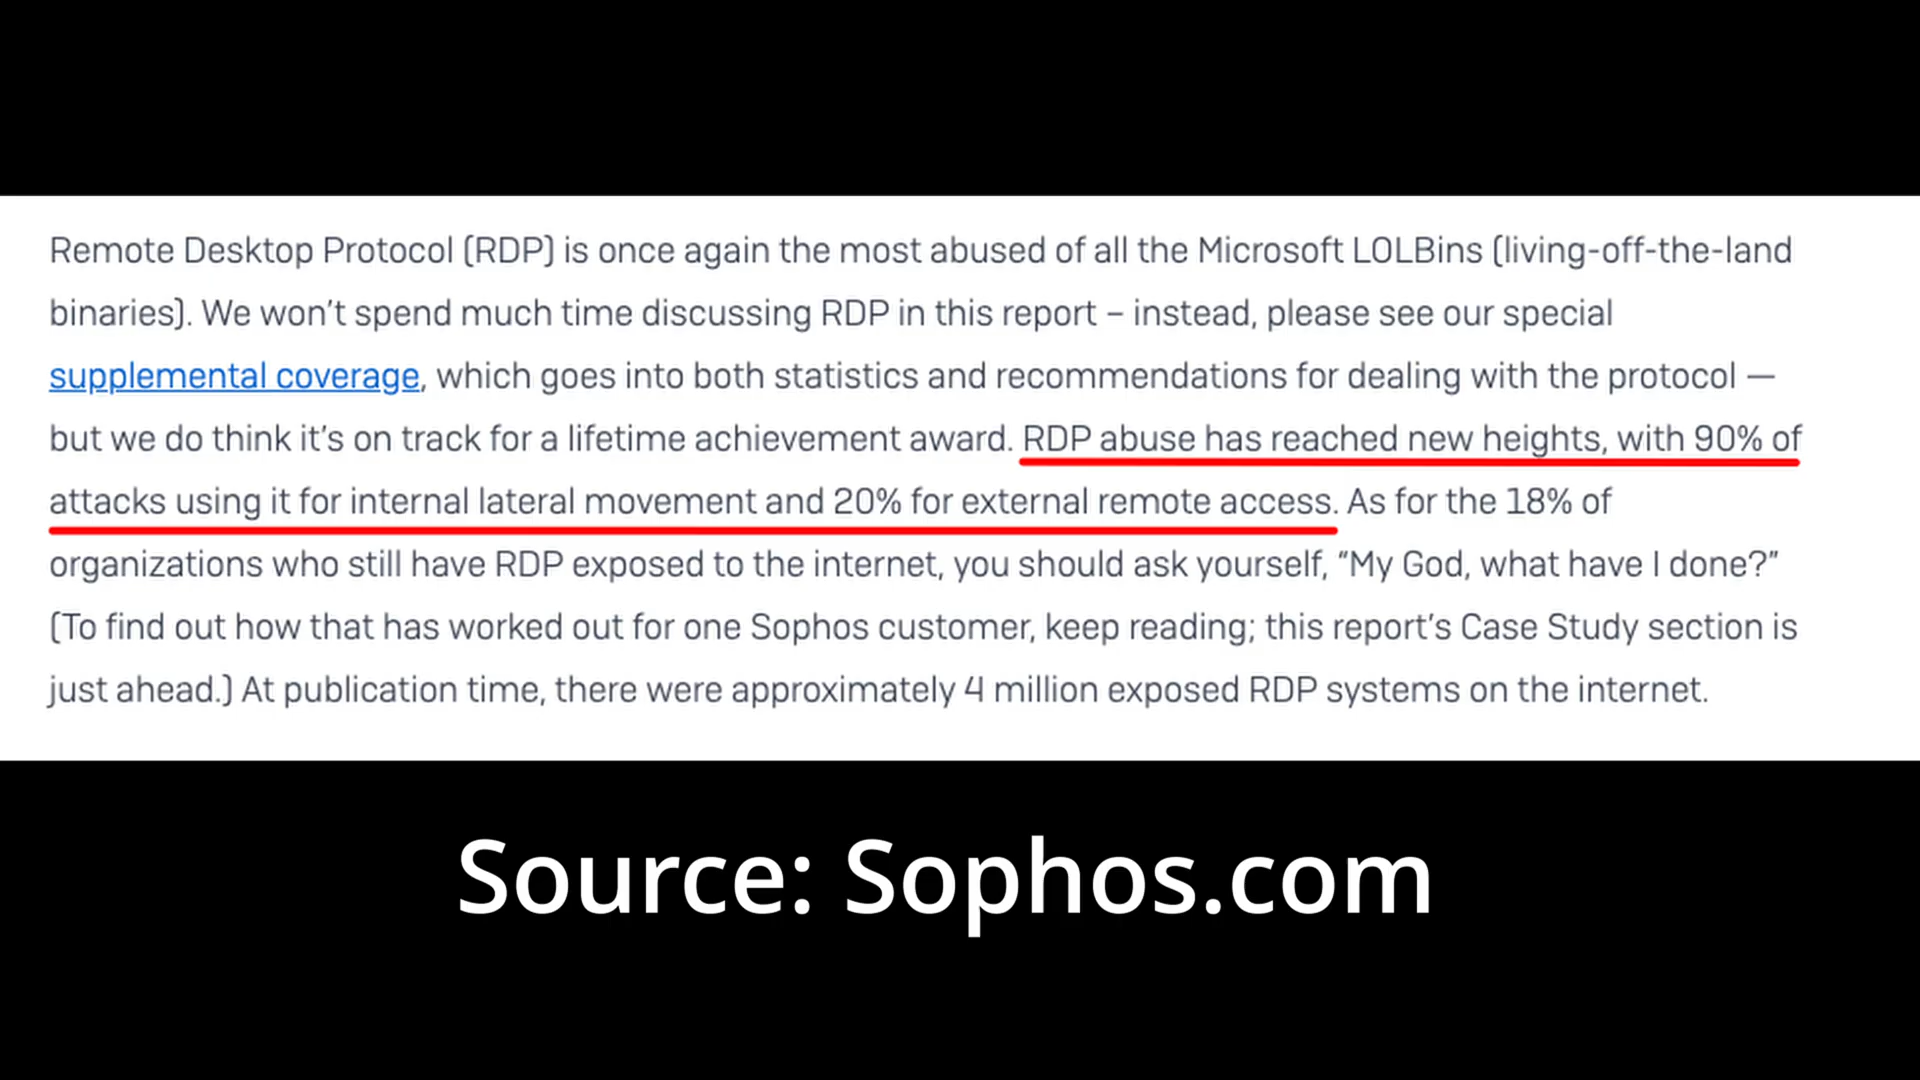 Remote Desktop Protocol (RDP) is once again the most abused of all the Microsoft LOLBins (living-off-the-land
binaries). We won’t spend much time discussing RDP in this report – instead, please see our special
supplemental coverage, which goes into both statistics and recommendations for dealing with the protocol —
but we do think it’s on track for a lifetime achievement award. RDP abuse has reached new heights, with 90% of
attacks using it for internal lateral movement and 20% for external remote access. As for the 18% of
organizations who still have RDP exposed to the internet, you should ask yourself, “My God, what have I done?”
(To find out how that has worked out for one Sophos customer, keep reading; this report’s Case Study section is
just ahead.) At publication time, there were approximately 4 million exposed RDP systems on the internet.
Source: Sophos.com